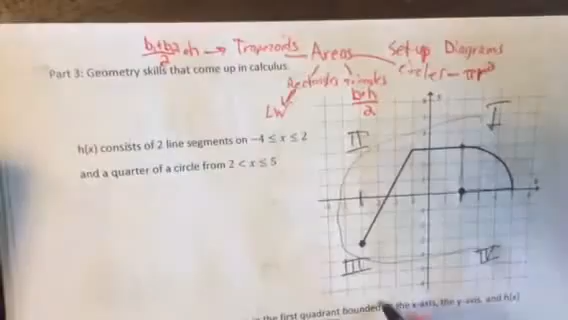 b1+b2/2 ·h → Trapezoids Areas Set-up Diagrams
Part 3: Geometry skills that come up in calculus.
Rectangles triangles circles - πr²
LW b·h/2
h(x) consists of 2 line segments on −4 ≤ x ≤ 2
and a quarter of a circle from 2 < x ≤ 5
II I
III IV
the first quadrant bounded the x-axis, the y-axis, and h(x)